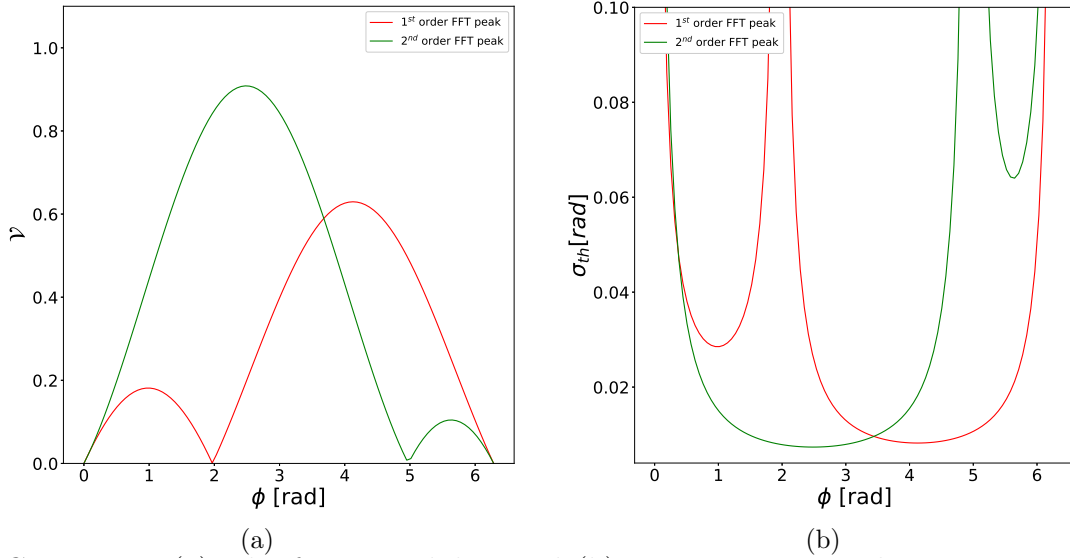 1st order FFT peak
2nd order FFT peak
1.0
0.8
0.6
0.4
0.2
0.0
𝒱
0 1 2 3 4 5 6
ϕ [rad]
(a)
1st order FFT peak
2nd order FFT peak
0.10
0.08
0.06
0.04
0.02
σth[rad]
0 1 2 3 4 5 6
ϕ [rad]
(b)